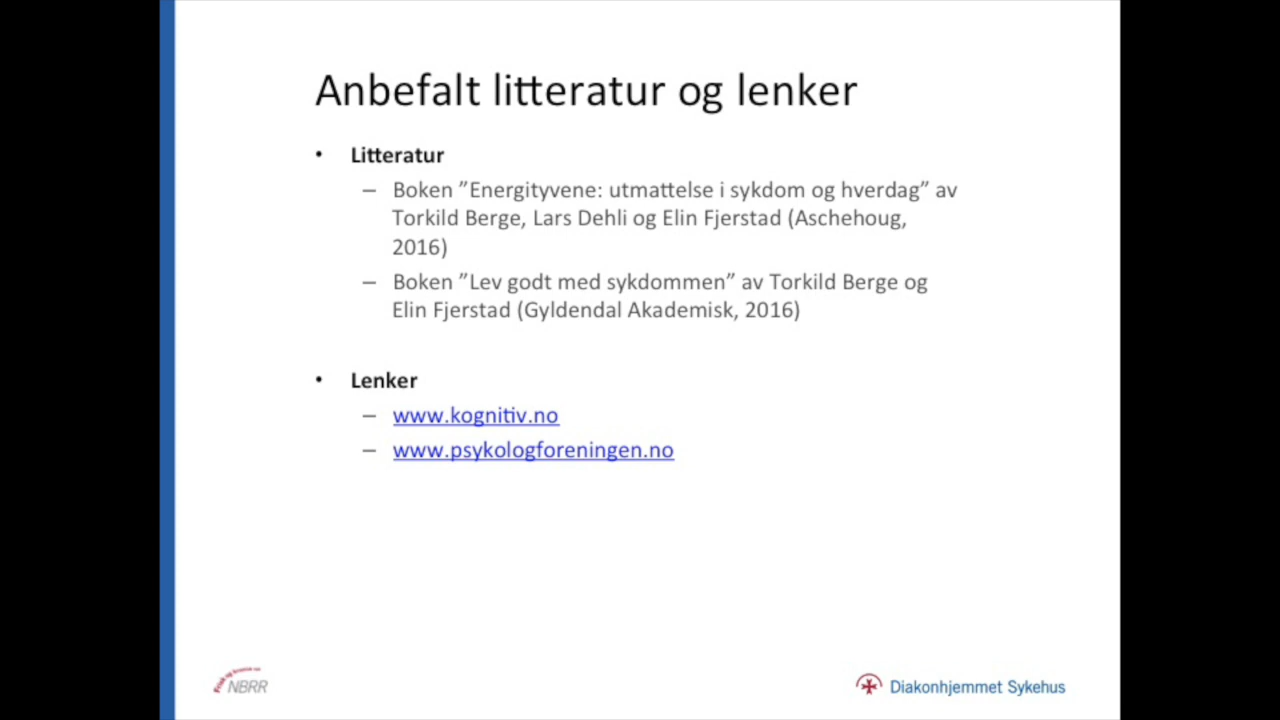 Anbefalt litteratur og lenker
• Litteratur
– Boken ”Energityvene: utmattelse i sykdom og hverdag” av
Torkild Berge, Lars Dehli og Elin Fjerstad (Aschehoug,
2016)
– Boken ”Lev godt med sykdommen” av Torkild Berge og
Elin Fjerstad (Gyldendal Akademisk, 2016)
• Lenker
– www.kognitiv.no
– www.psykologforeningen.no
NBRR
Diakonhjemmet Sykehus